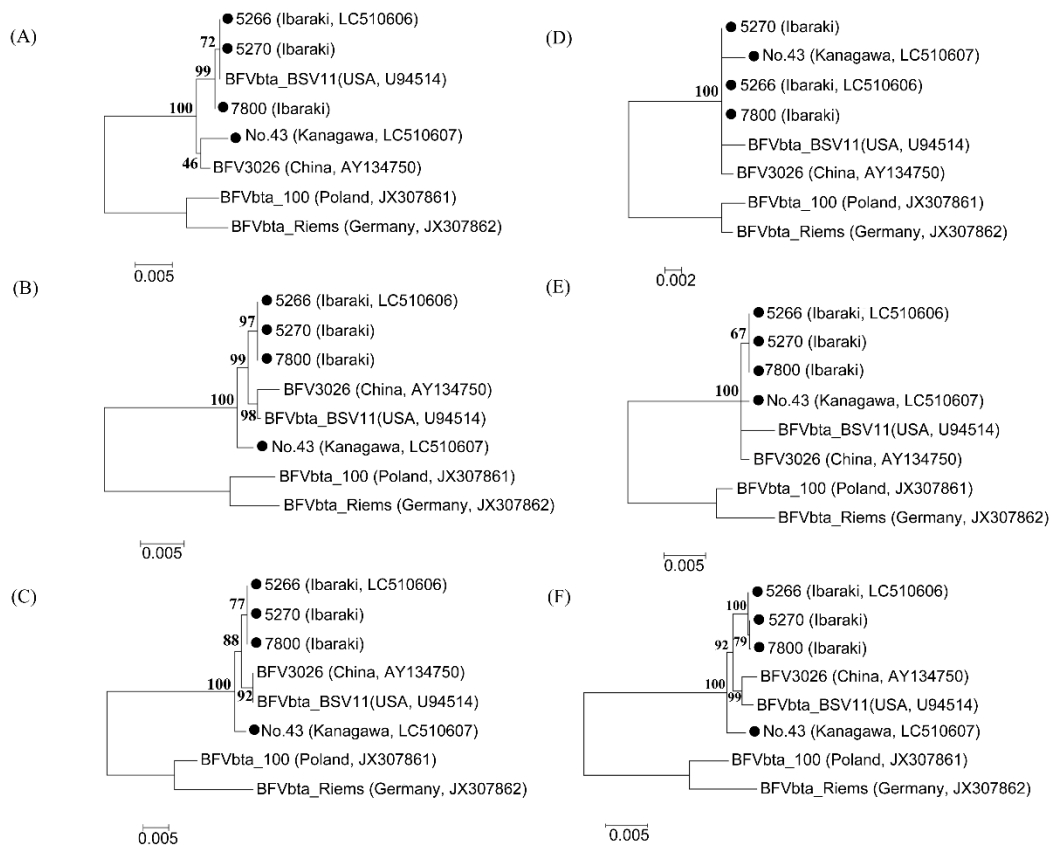 (A)
5266 (Ibaraki, LC510606)
72
5270 (Ibaraki)
99
BFVbta_BSV11(USA, U94514)
100
7800 (Ibaraki)
No.43 (Kanagawa, LC510607)
46
BFV3026 (China, AY134750)
BFVbta_100 (Poland, JX307861)
BFVbta_Riems (Germany, JX307862)
0.005
(B)
5266 (Ibaraki, LC510606)
97
5270 (Ibaraki)
99
7800 (Ibaraki)
BFV3026 (China, AY134750)
100
98
BFVbta_BSV11(USA, U94514)
No.43 (Kanagawa, LC510607)
BFVbta_100 (Poland, JX307861)
BFVbta_Riems (Germany, JX307862)
0.005
(C)
5266 (Ibaraki, LC510606)
77
5270 (Ibaraki)
88
7800 (Ibaraki)
BFV3026 (China, AY134750)
100
92
BFVbta_BSV11(USA, U94514)
No.43 (Kanagawa, LC510607)
BFVbta_100 (Poland, JX307861)
BFVbta_Riems (Germany, JX307862)
0.005
(D)
5270 (Ibaraki)
No.43 (Kanagawa, LC510607)
5266 (Ibaraki, LC510606)
100
7800 (Ibaraki)
BFVbta_BSV11(USA, U94514)
BFV3026 (China, AY134750)
BFVbta_100 (Poland, JX307861)
BFVbta_Riems (Germany, JX307862)
0.002
(E)
5266 (Ibaraki, LC510606)
67
5270 (Ibaraki)
7800 (Ibaraki)
100
No.43 (Kanagawa, LC510607)
BFVbta_BSV11(USA, U94514)
BFV3026 (China, AY134750)
BFVbta_100 (Poland, JX307861)
BFVbta_Riems (Germany, JX307862)
0.005
(F)
5266 (Ibaraki, LC510606)
100
5270 (Ibaraki)
92
79
7800 (Ibaraki)
BFV3026 (China, AY134750)
100
99
BFVbta_BSV11(USA, U94514)
No.43 (Kanagawa, LC510607)
BFVbta_100 (Poland, JX307861)
BFVbta_Riems (Germany, JX307862)
0.005